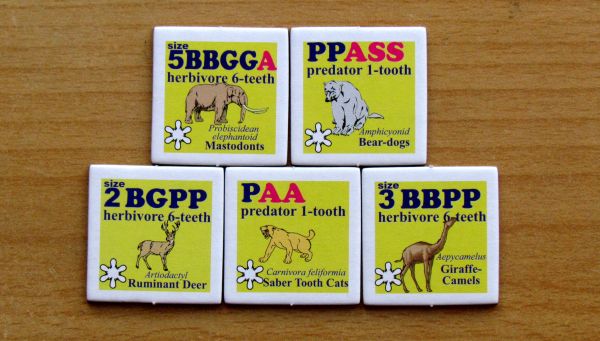 size
5BBGGA
herbivore 6-teeth
Probiscidean
elephantoid
Mastodonts
PPASS
predator 1-tooth
Amphicyonid
Bear-dogs
size
2 BGPP
herbivore 6-teeth
Artiodactyl
Ruminant Deer
PAA
predator 1-tooth
Carnivora feliformia
Saber Tooth Cats
size
3 BBPP
herbivore 6-teeth
Aepycamelus
Giraffe-
Camels